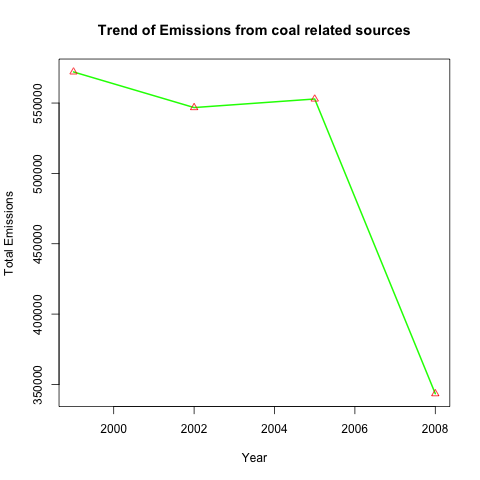 Trend of Emissions from coal related sources
Total Emissions
550000
500000
450000
400000
350000
2000 2002 2004 2006 2008
Year